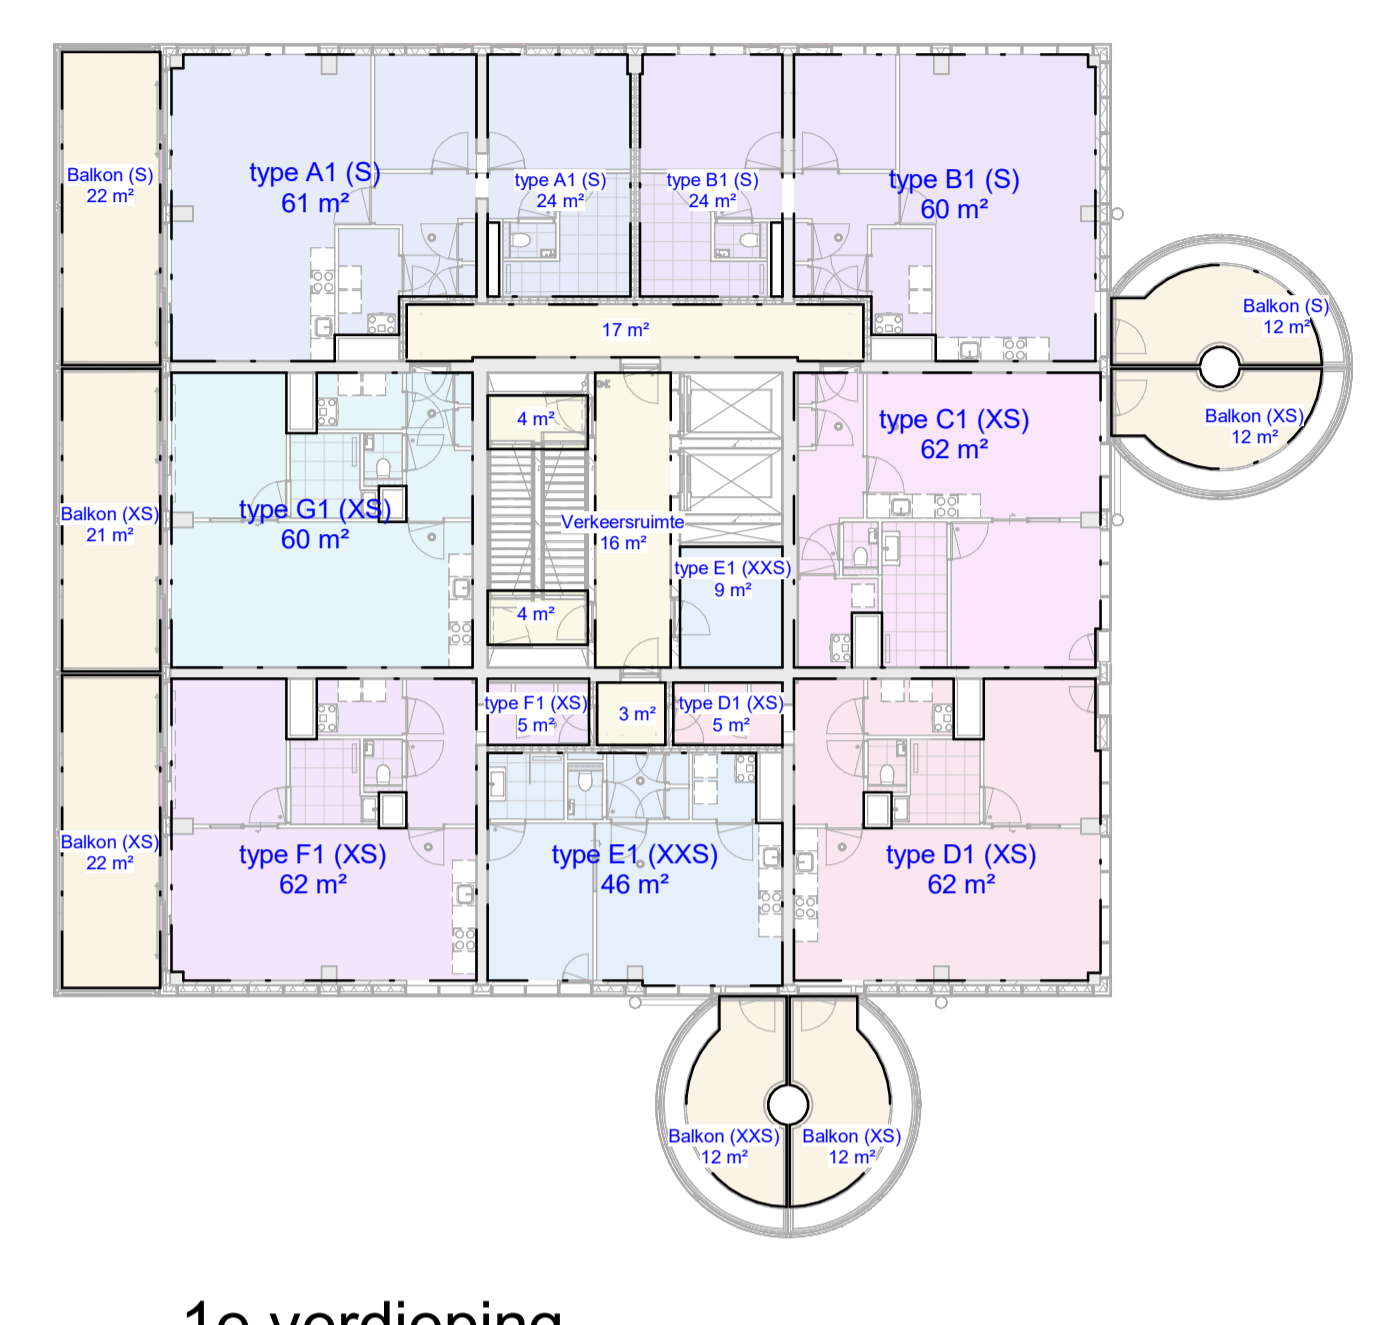 Balkon (S)
22 m²
type A1 (S)
61 m²
type A1 (S)
24 m²
type B1 (S)
24 m²
type B1 (S)
60 m²
17 m²
Balkon (S)
12 m²
Balkon (XS)
12 m²
Balkon (XS)
21 m²
type G1 (XS)
60 m²
4 m²
Verkeersruimte
16 m²
4 m²
type E1 (XXS)
9 m²
type C1 (XS)
62 m²
Balkon (XS)
22 m²
type F1 (XS)
62 m²
type F1 (XS)
5 m²
3 m²
type D1 (XS)
5 m²
type E1 (XXS)
46 m²
type D1 (XS)
62 m²
Balkon (XXS)
12 m²
Balkon (XS)
12 m²
1e verdieping